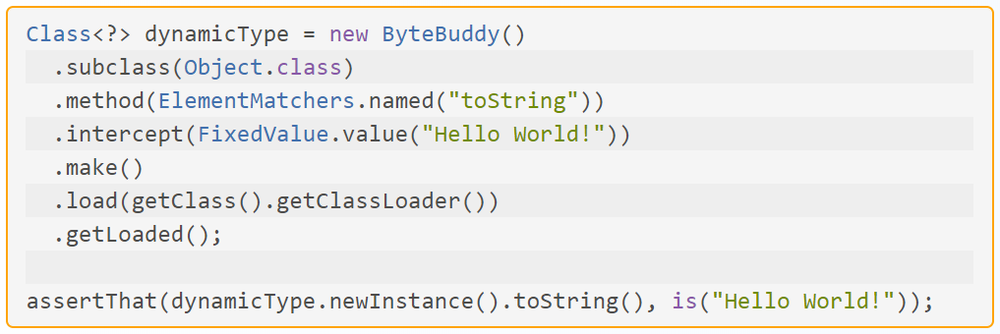 Class<?> dynamicType = new ByteBuddy()
  .subclass(Object.class)
  .method(ElementMatchers.named("toString"))
  .intercept(FixedValue.value("Hello World!"))
  .make()
  .load(getClass().getClassLoader())
  .getLoaded();

assertThat(dynamicType.newInstance().toString(), is("Hello World!"));